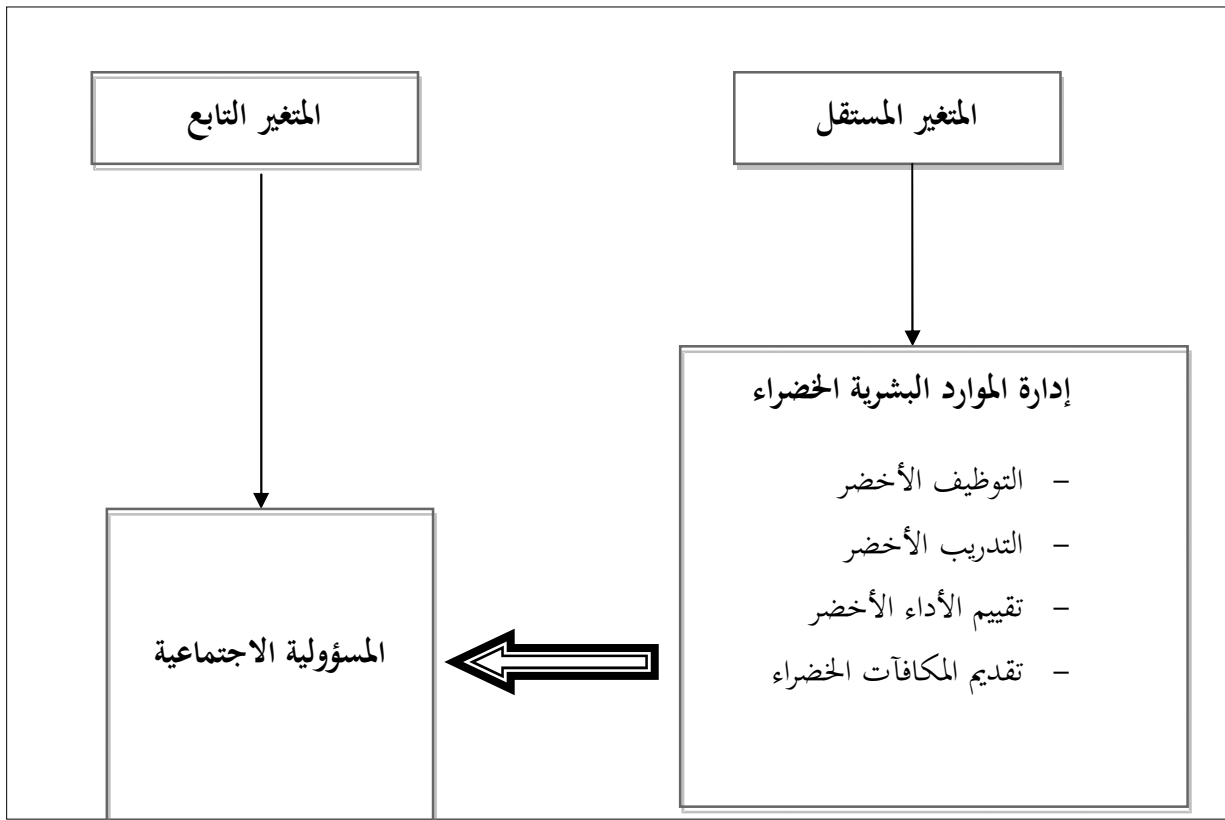 المتغير المستقل
المتغير التابع
إدارة الموارد البشرية الخضراء
– التوظيف الأخضر
– التدريب الأخضر
– تقييم الأداء الأخضر
– تقديم المكافآت الخضراء
المسؤولية الاجتماعية